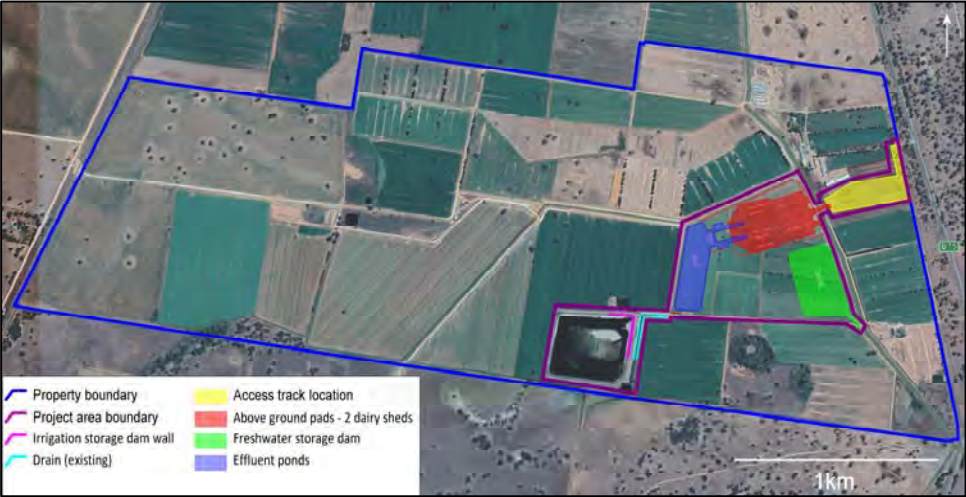 Property boundary
Project area boundary
Irrigation storage dam wall
Drain (existing)
Access track location
Above ground pads - 2 dairy sheds
Freshwater storage dam
Effluent ponds
1km